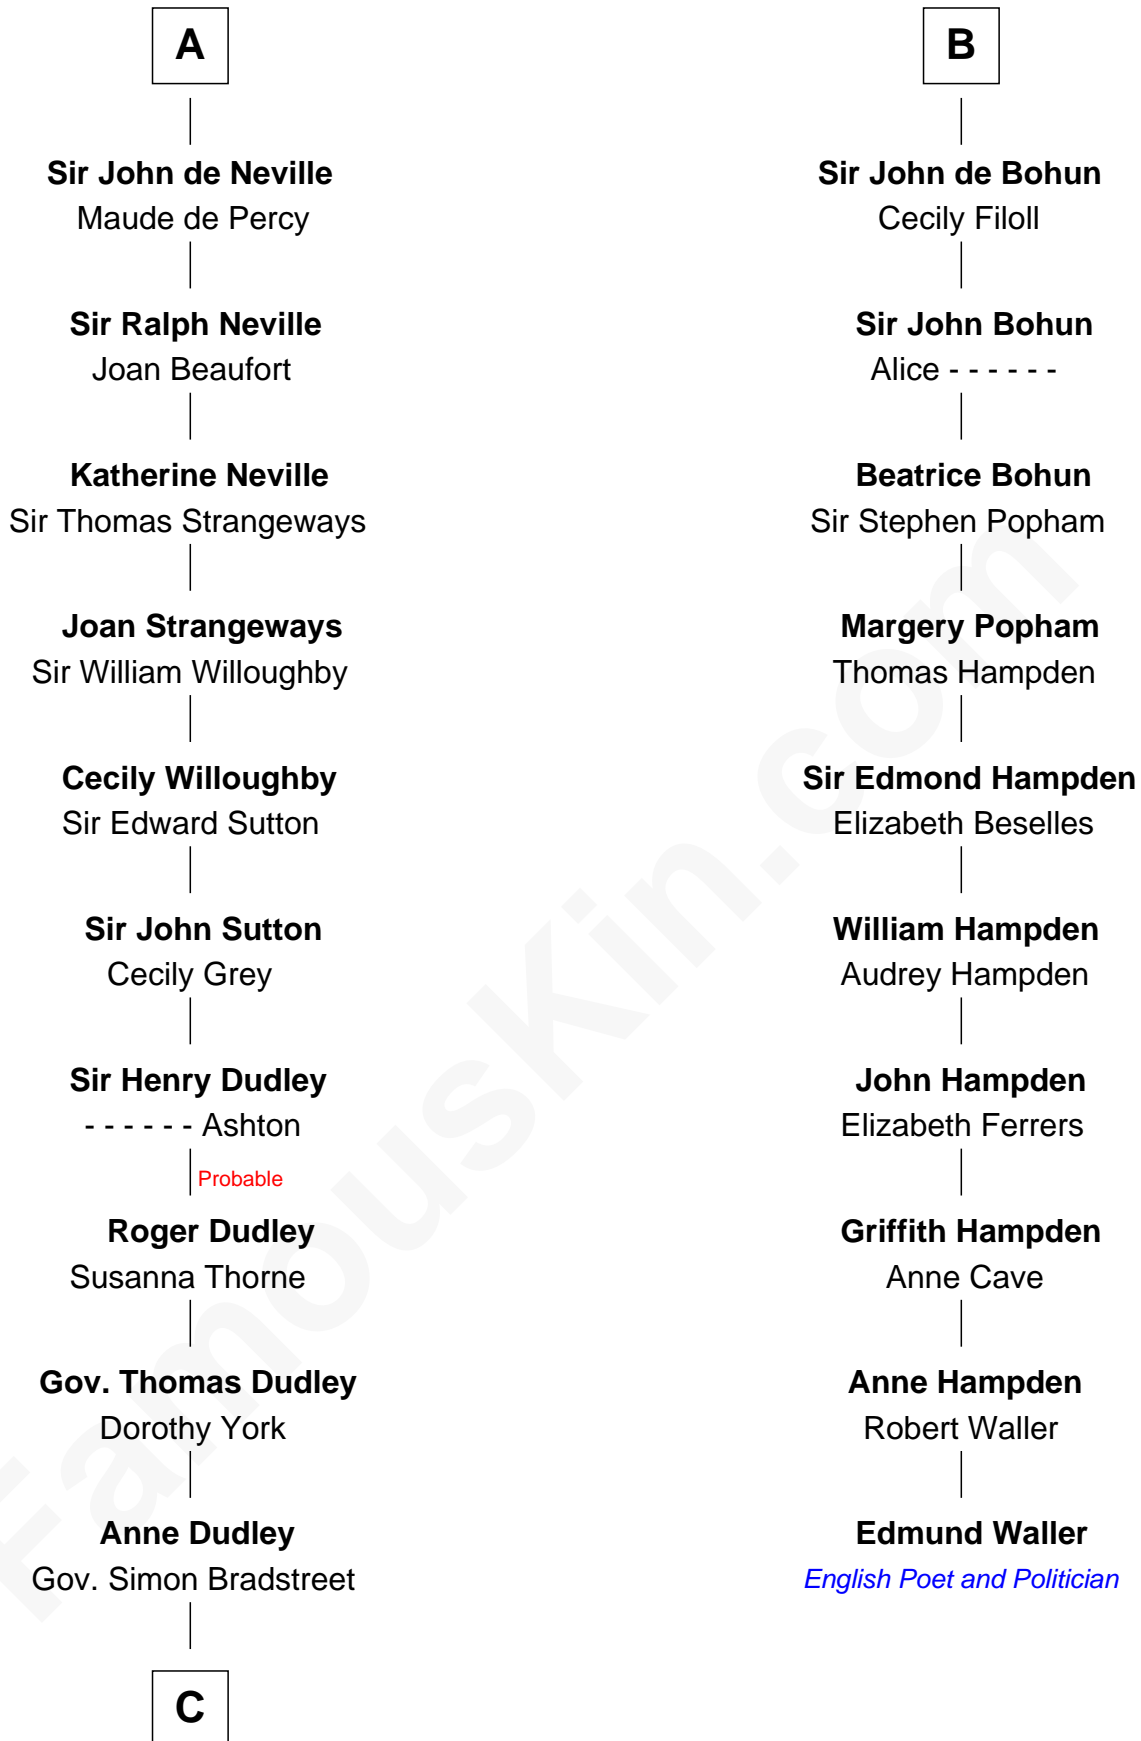 A
Sir John de Neville
Maude de Percy
Sir Ralph Neville
Joan Beaufort
Katherine Neville
Sir Thomas Strangeways
Joan Strangeways
Sir William Willoughby
Cecily Willoughby
Sir Edward Sutton
Sir John Sutton
Cecily Grey
Sir Henry Dudley
- - - - - - Ashton
Probable
Roger Dudley
Susanna Thorne
Gov. Thomas Dudley
Dorothy York
Anne Dudley
Gov. Simon Bradstreet
C
B
Sir John de Bohun
Cecily Filoll
Sir John Bohun
Alice - - - - - -
Beatrice Bohun
Sir Stephen Popham
Margery Popham
Thomas Hampden
Sir Edmond Hampden
Elizabeth Beselles
William Hampden
Audrey Hampden
John Hampden
Elizabeth Ferrers
Griffith Hampden
Anne Cave
Anne Hampden
Robert Waller
Edmund Waller
English Poet and Politician
FamousKin.com